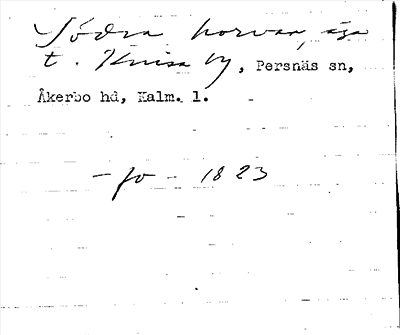 Södra horvan, äga
t. Knisa by, Persnäs sn,
Åkerbo hd, Kalm. l.
- fo - 1823